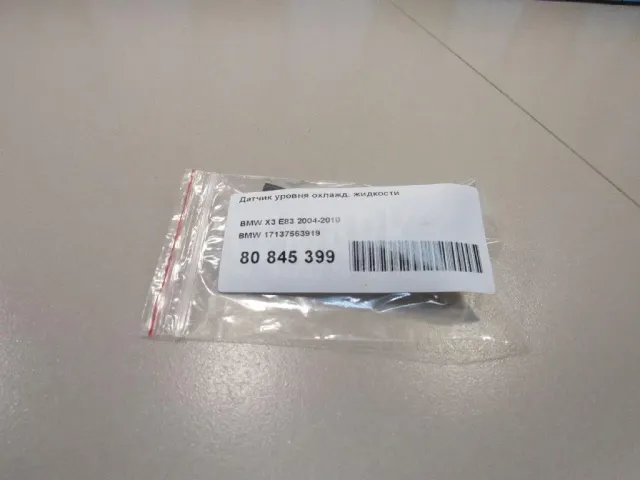 Датчик уровня охлажд. жидкости
BMW X3 E83 2004-2010
BMW 17137553919
80 845 399